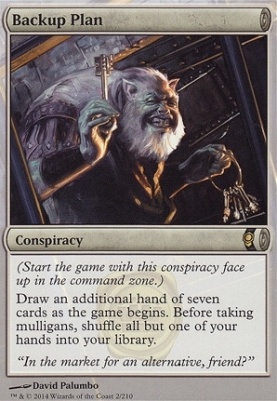 Backup Plan
Conspiracy
(Start the game with this conspiracy face
up in the command zone.)
Draw an additional hand of seven
cards as the game begins. Before taking
mulligans, shuffle all but one of your
hands into your library.
"In the market for an alternative, friend?"
David Palumbo
™ & © 2014 Wizards of the Coast 2/210